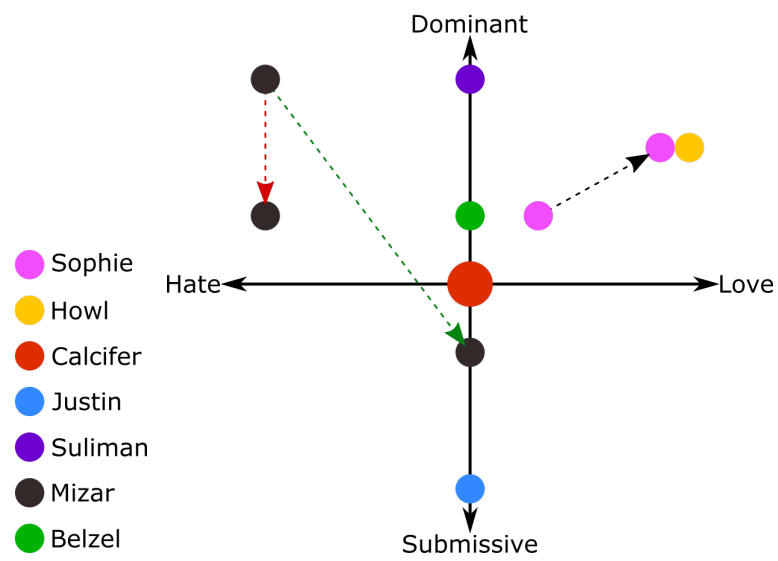 Dominant
Hate
Love
Submissive
Sophie
Howl
Calcifer
Justin
Suliman
Mizar
Belzel